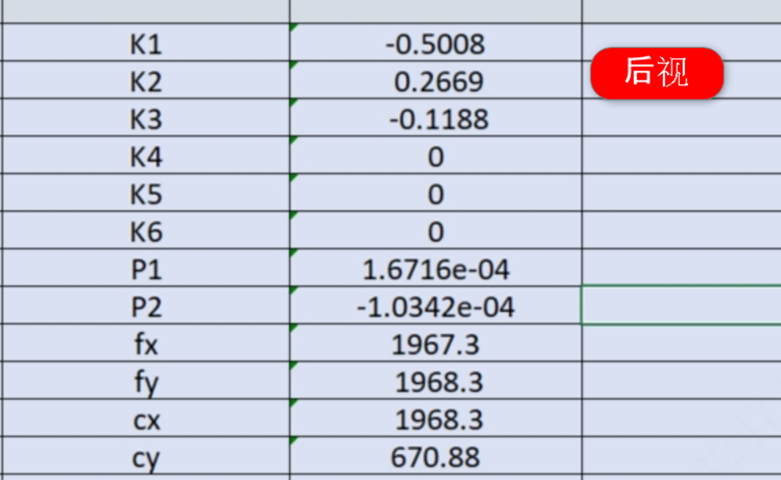 K1 -0.5008
后视
K2 0.2669
K3 -0.1188
K4 0
K5 0
K6 0
P1 1.6716e-04
P2 -1.0342e-04
fx 1967.3
fy 1968.3
cx 1968.3
cy 670.88